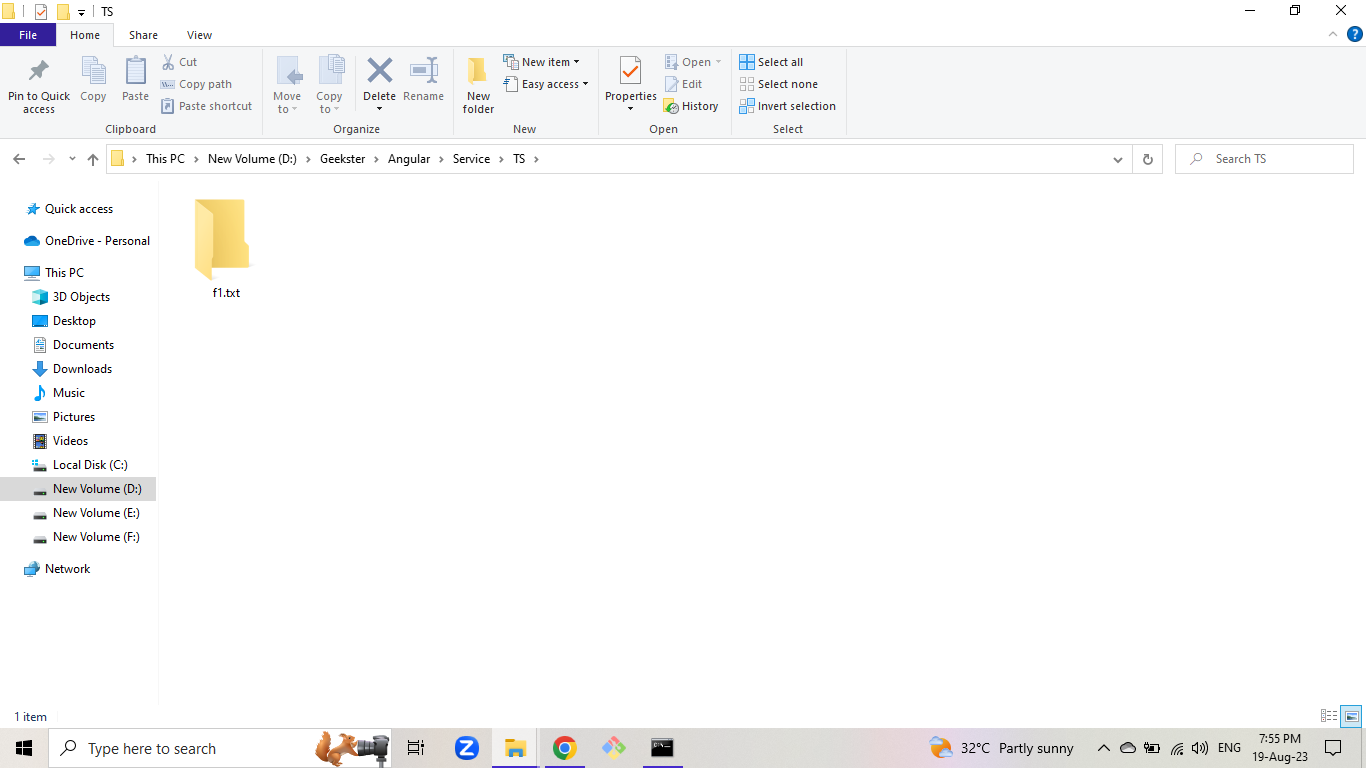 TS
File Home Share View
Pin to Quick access
Copy
Paste
Cut
Copy path
Paste shortcut
Clipboard
Move to
Copy to
Delete
Rename
Organize
New folder
New item
Easy access
New
Properties
Open
Edit
History
Open
Select all
Select none
Invert selection
Select
This PC New Volume (D:) Geekster Angular Service TS
Search TS
Quick access
OneDrive - Personal
This PC
3D Objects
Desktop
Documents
Downloads
Music
Pictures
Videos
Local Disk (C:)
New Volume (D:)
New Volume (E:)
New Volume (F:)
Network
f1.txt
1 item
Type here to search
Z
32°C Partly sunny
ENG
7:55 PM
19-Aug-23